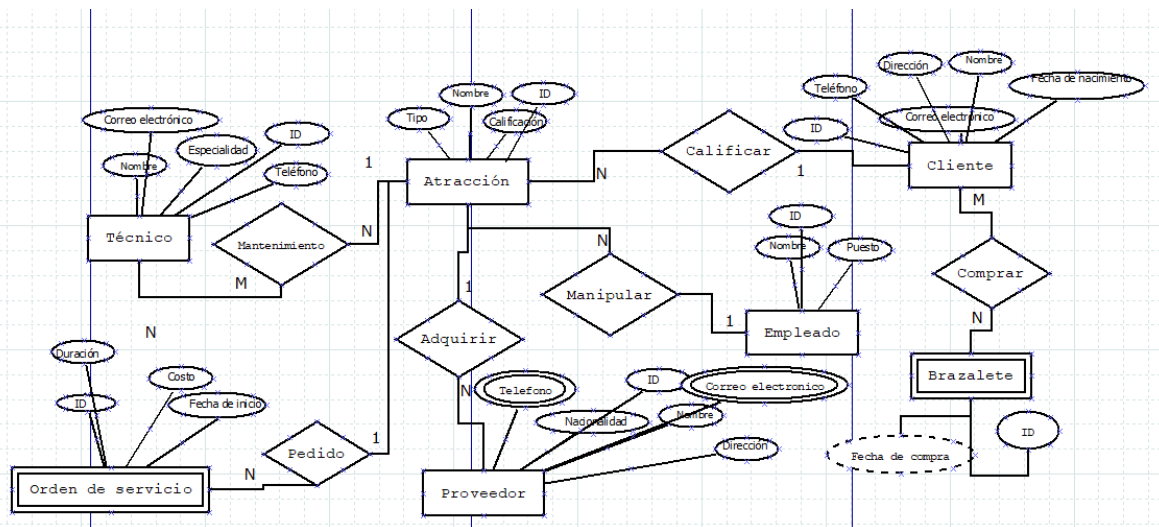 Correo electrónico
Nombre
Especialidad
ID
Teléfono
Técnico
Mantenimiento
M
N
1
Nombre
ID
Tipo
Calificación
Atracción
N
Calificar
1
Dirección
Nombre
Teléfono
Fecha de nacimiento
Correo electrónico
ID
Cliente
M
Comprar
N
Brazalete
Fecha de compra
ID
ID
Nombre
Puesto
N
Manipular
1
Empleado
1
Adquirir
N
Telefono
ID
Correo electronico
Nacionalidad
Nombre
Dirección
Proveedor
N
Duración
Costo
ID
Fecha de inicio
Orden de servicio
N
Pedido
1